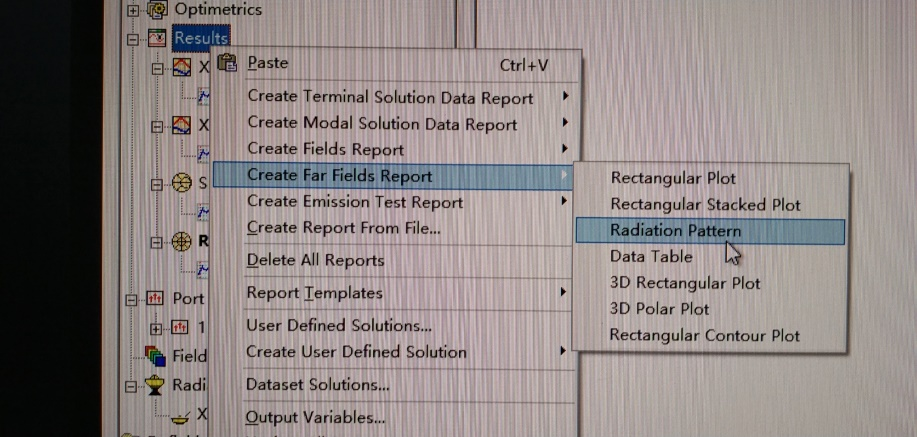 Optimetrics
Results
X
X
S
R
Port
1
Field
Radi
X
Paste Ctrl+V
Create Terminal Solution Data Report
Create Modal Solution Data Report
Create Fields Report
Create Far Fields Report
Create Emission Test Report
Create Report From File...
Delete All Reports
Report Templates
User Defined Solutions...
Create User Defined Solution
Dataset Solutions...
Output Variables...
Rectangular Plot
Rectangular Stacked Plot
Radiation Pattern
Data Table
3D Rectangular Plot
3D Polar Plot
Rectangular Contour Plot